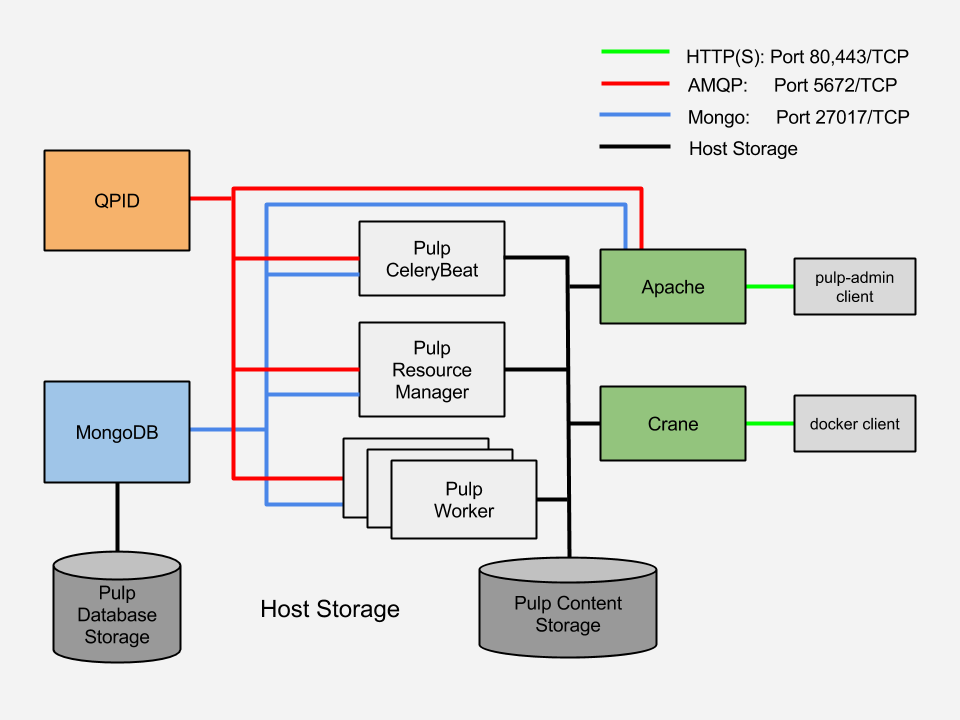 HTTP(S): Port 80,443/TCP
AMQP: Port 5672/TCP
Mongo: Port 27017/TCP
Host Storage
QPID
Pulp
CeleryBeat
Apache
pulp-admin
client
Pulp
Resource
Manager
MongoDB
Crane
docker client
Pulp
Worker
Pulp
Database
Storage
Host Storage
Pulp Content
Storage